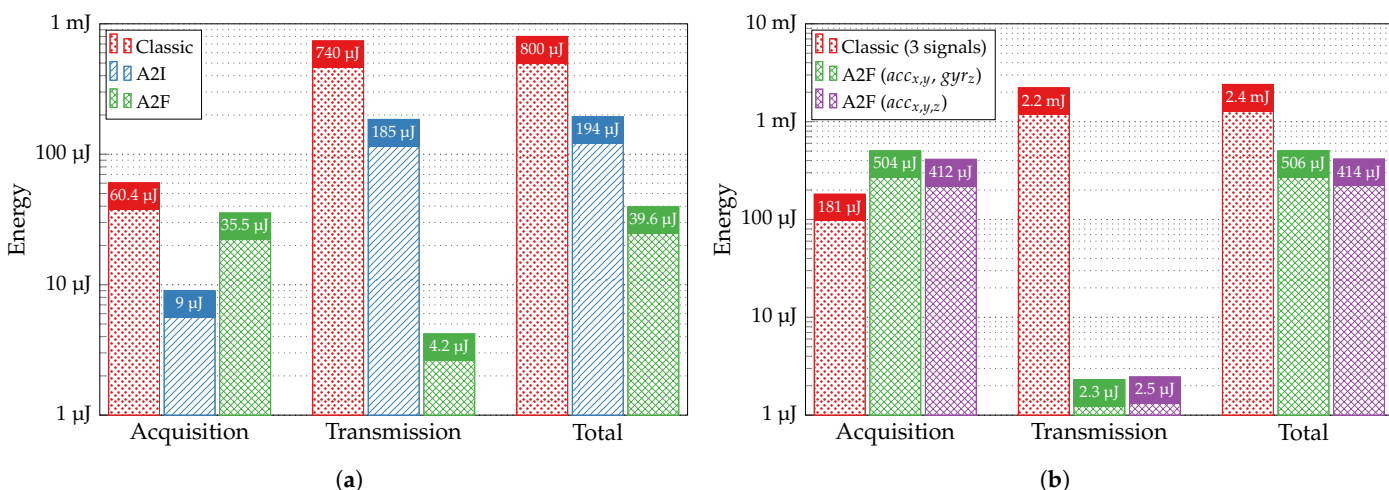 1 mJ
100 µJ
10 µJ
1 µJ
Energy
Classic
A2I
A2F
60.4 µJ
9 µJ
35.5 µJ
740 µJ
185 µJ
4.2 µJ
800 µJ
194 µJ
39.6 µJ
Acquisition
Transmission
Total
(a)
10 mJ
1 mJ
100 µJ
10 µJ
1 µJ
Energy
Classic (3 signals)
A2F (acc_{x,y}, gyr_z)
A2F (acc_{x,y,z})
181 µJ
504 µJ
412 µJ
2.2 mJ
2.3 µJ
2.5 µJ
2.4 mJ
506 µJ
414 µJ
Acquisition
Transmission
Total
(b)